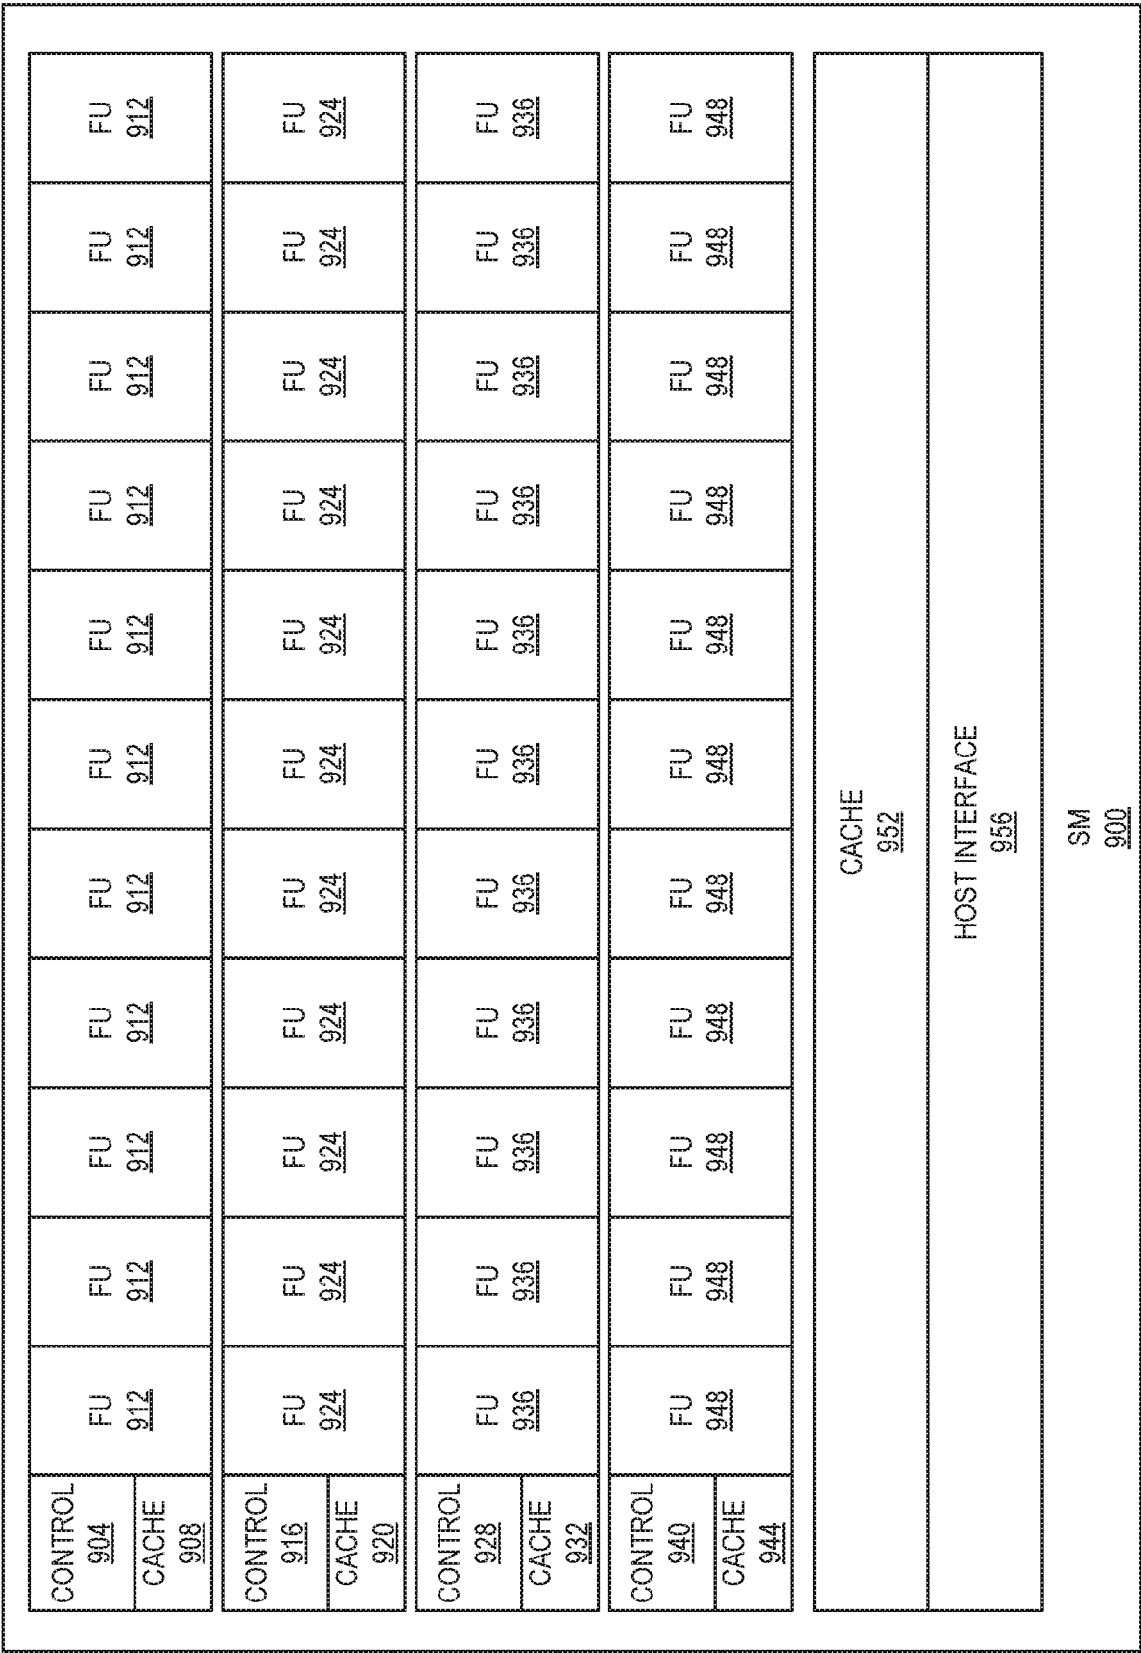 CONTROL
904
CACHE
908
FU
912
FU
912
FU
912
FU
912
FU
912
FU
912
FU
912
FU
912
FU
912
FU
912
FU
912
CONTROL
916
CACHE
920
FU
924
FU
924
FU
924
FU
924
FU
924
FU
924
FU
924
FU
924
FU
924
FU
924
FU
924
CONTROL
928
CACHE
932
FU
936
FU
936
FU
936
FU
936
FU
936
FU
936
FU
936
FU
936
FU
936
FU
936
FU
936
CONTROL
940
CACHE
944
FU
948
FU
948
FU
948
FU
948
FU
948
FU
948
FU
948
FU
948
FU
948
FU
948
FU
948
CACHE
952
HOST INTERFACE
956
SM
900